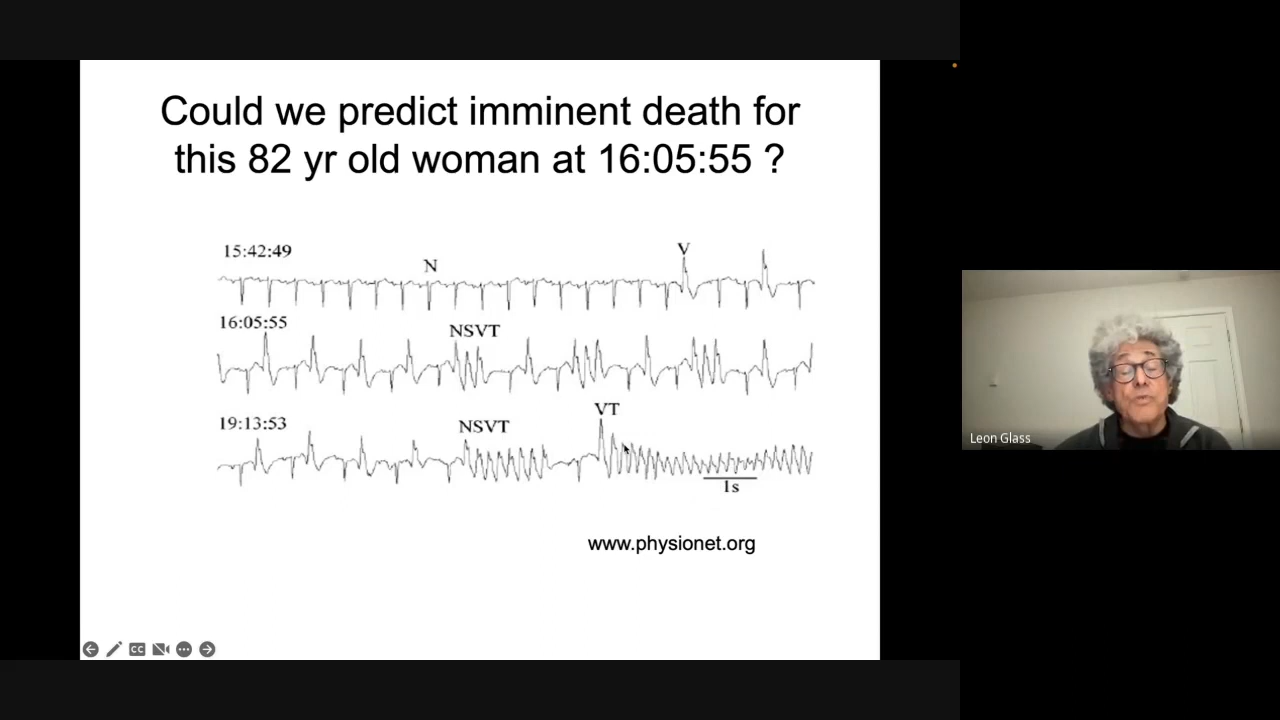 Could we predict imminent death for
this 82 yr old woman at 16:05:55 ?
15:42:49
N
V
16:05:55
NSVT
19:13:53
NSVT
VT
1s
www.physionet.org
CC
Leon Glass